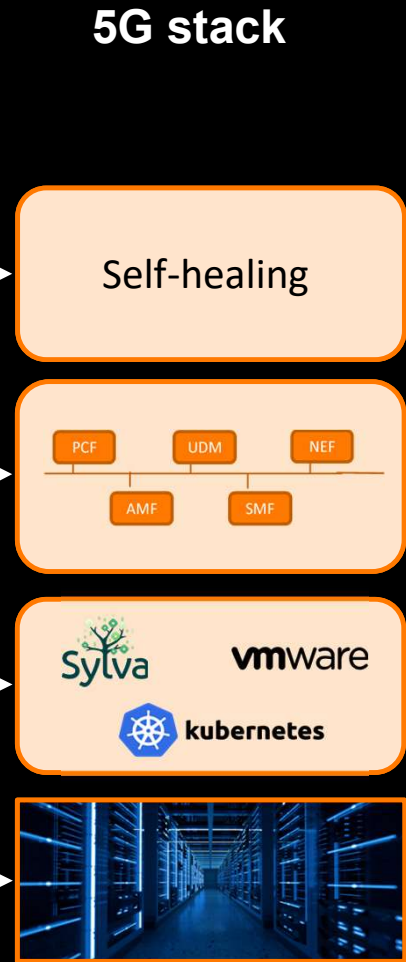 5G stack
Self-healing
PCF UDM NEF
AMF SMF
Sylva vmware
kubernetes